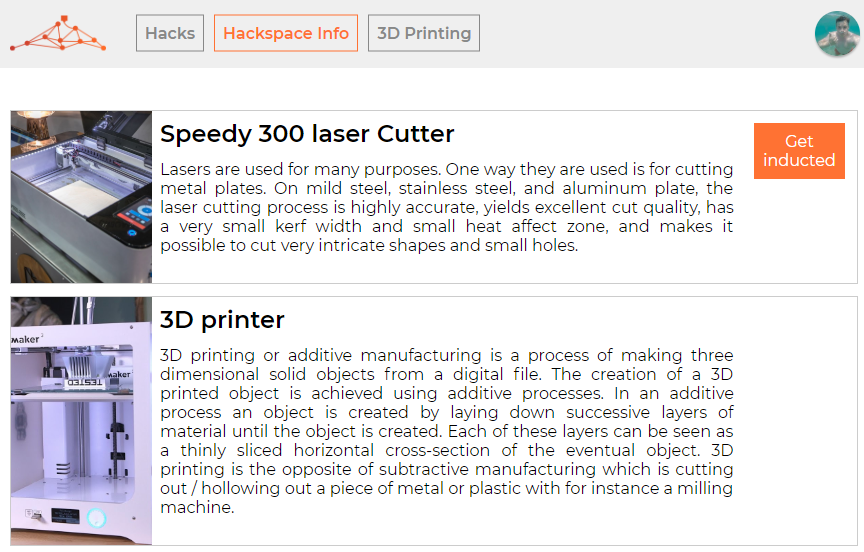 Hacks
Hackspace Info
3D Printing
Speedy 300 laser Cutter
Get
inducted
Lasers are used for many purposes. One way they are used is for cutting
metal plates. On mild steel, stainless steel, and aluminum plate, the
laser cutting process is highly accurate, yields excellent cut quality, has
a very small kerf width and small heat affect zone, and makes it
possible to cut very intricate shapes and small holes.
3D printer
3D printing or additive manufacturing is a process of making three
dimensional solid objects from a digital file. The creation of a 3D
printed object is achieved using additive processes. In an additive
process an object is created by laying down successive layers of
material until the object is created. Each of these layers can be seen as
a thinly sliced horizontal cross-section of the eventual object. 3D
printing is the opposite of subtractive manufacturing which is cutting
out / hollowing out a piece of metal or plastic with for instance a milling
machine.
maker
maker
TESTED